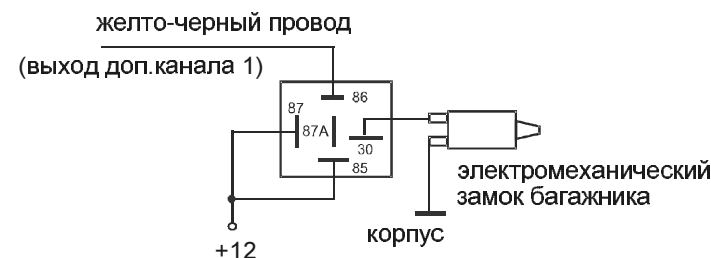 желто-черный провод
(выход доп.канала 1)
86
87
87A
30
85
электромеханический
замок багажника
корпус
+12